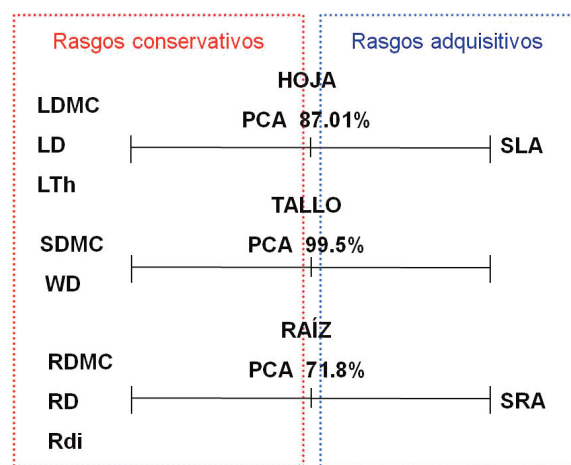 Rasgos conservativos
Rasgos adquisitivos
HOJA
LDMC
PCA 87.01%
LD
SLA
LTh
TALLO
SDMC
PCA 99.5%
WD
RAÍZ
RDMC
PCA 71.8%
RD
SRA
Rdi